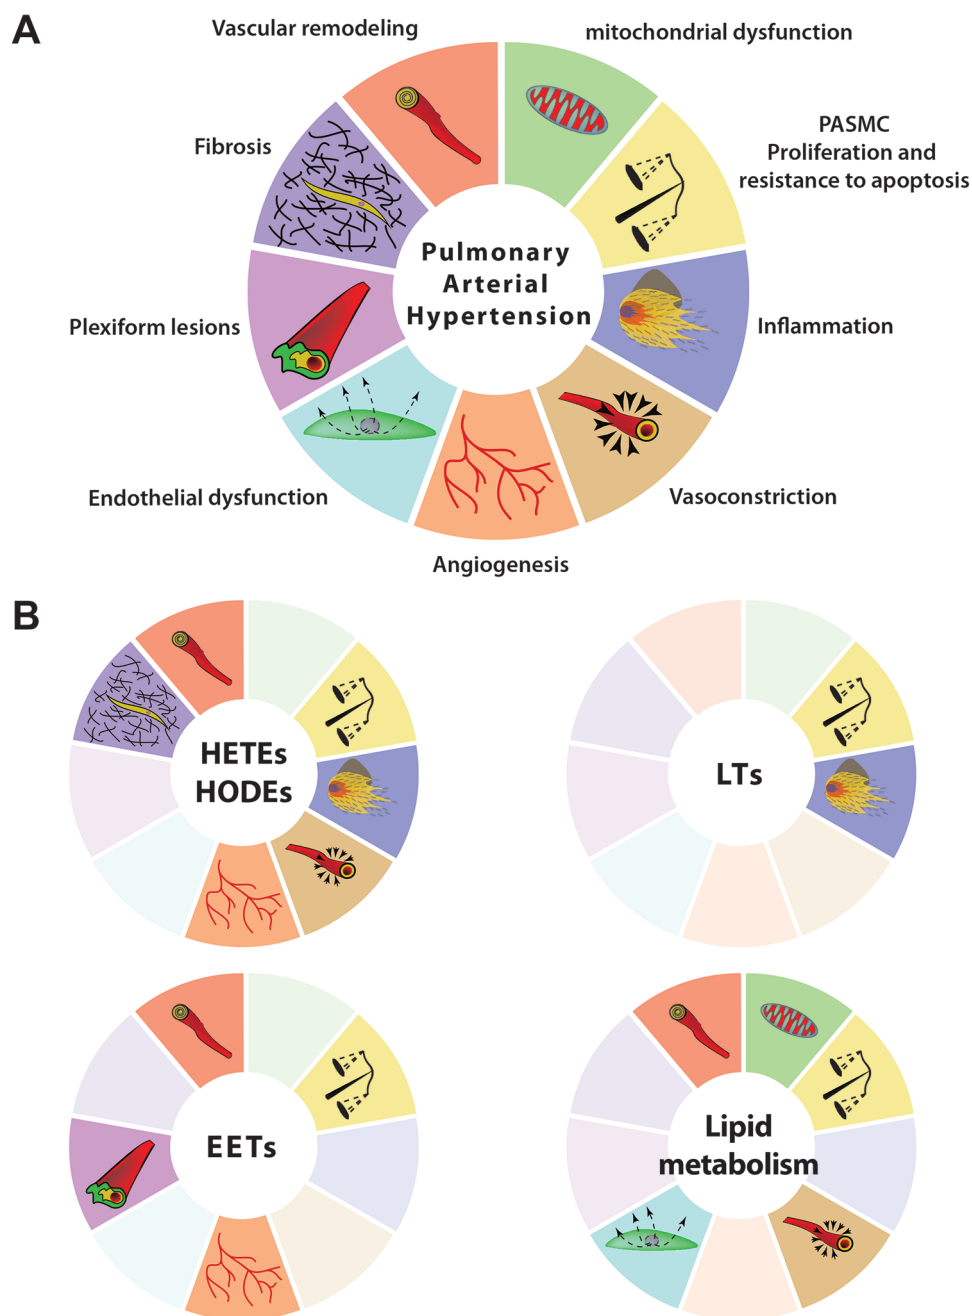 A
Vascular remodeling
mitochondrial dysfunction
Fibrosis
PASMC
Proliferation and
resistance to apoptosis
Pulmonary
Arterial
Hypertension
Plexiform lesions
Inflammation
Endothelial dysfunction
Vasoconstriction
Angiogenesis
B
HETEs
HODEs
LTs
EETs
Lipid
metabolism